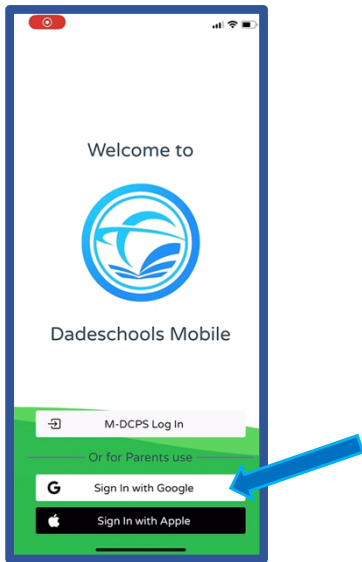 Welcome to
Dadeschools Mobile
M-DCPS Log In
Or for Parents use
G Sign In with Google
Sign In with Apple